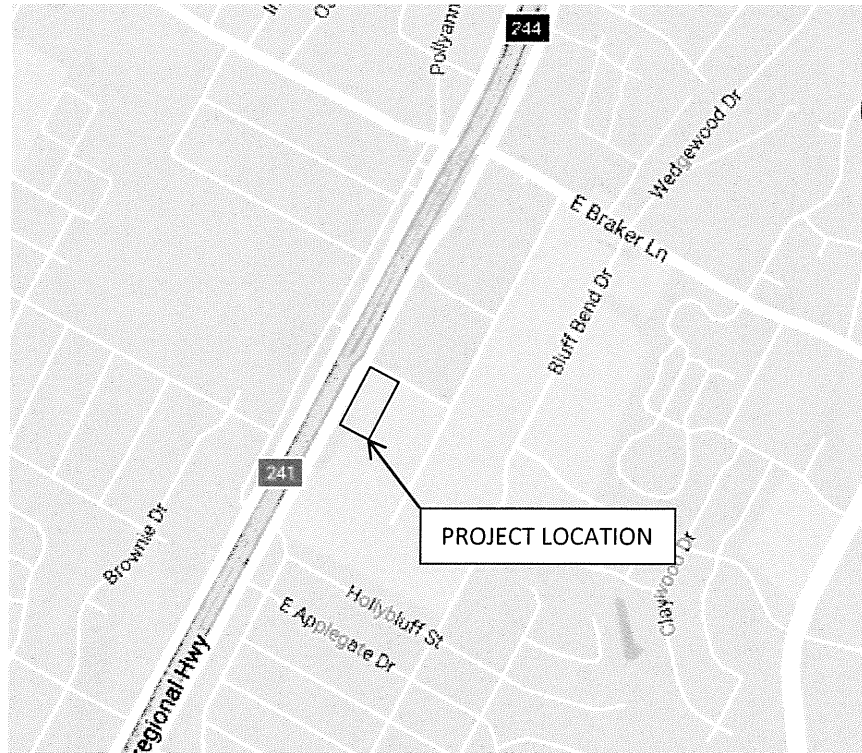 244
Pollyann
Wedgewood Dr
E Braker Ln
Bluff Bend Dr
241
PROJECT LOCATION
Brownie Dr
Claywood Dr
Hollybluff St
E Applegate Dr
regional Hwy